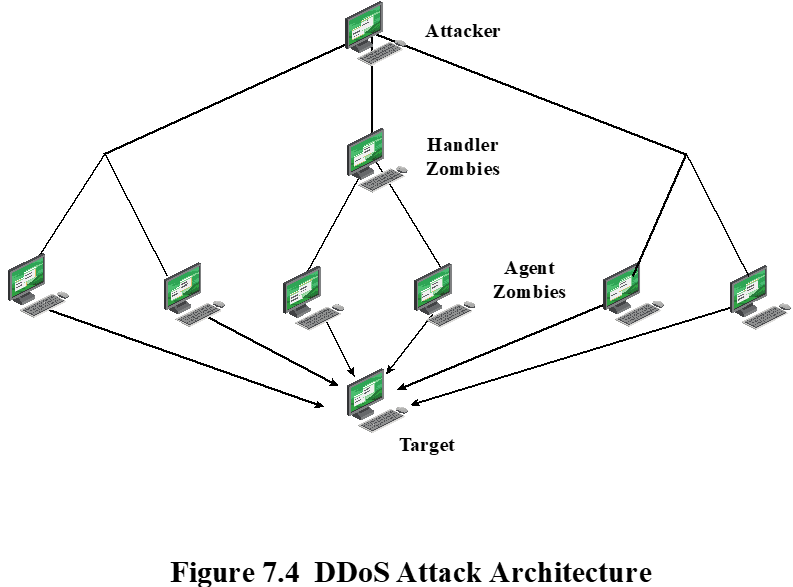 Attacker
Handler
Zombies
Agent
Zombies
Target
Figure 7.4  DDoS Attack Architecture